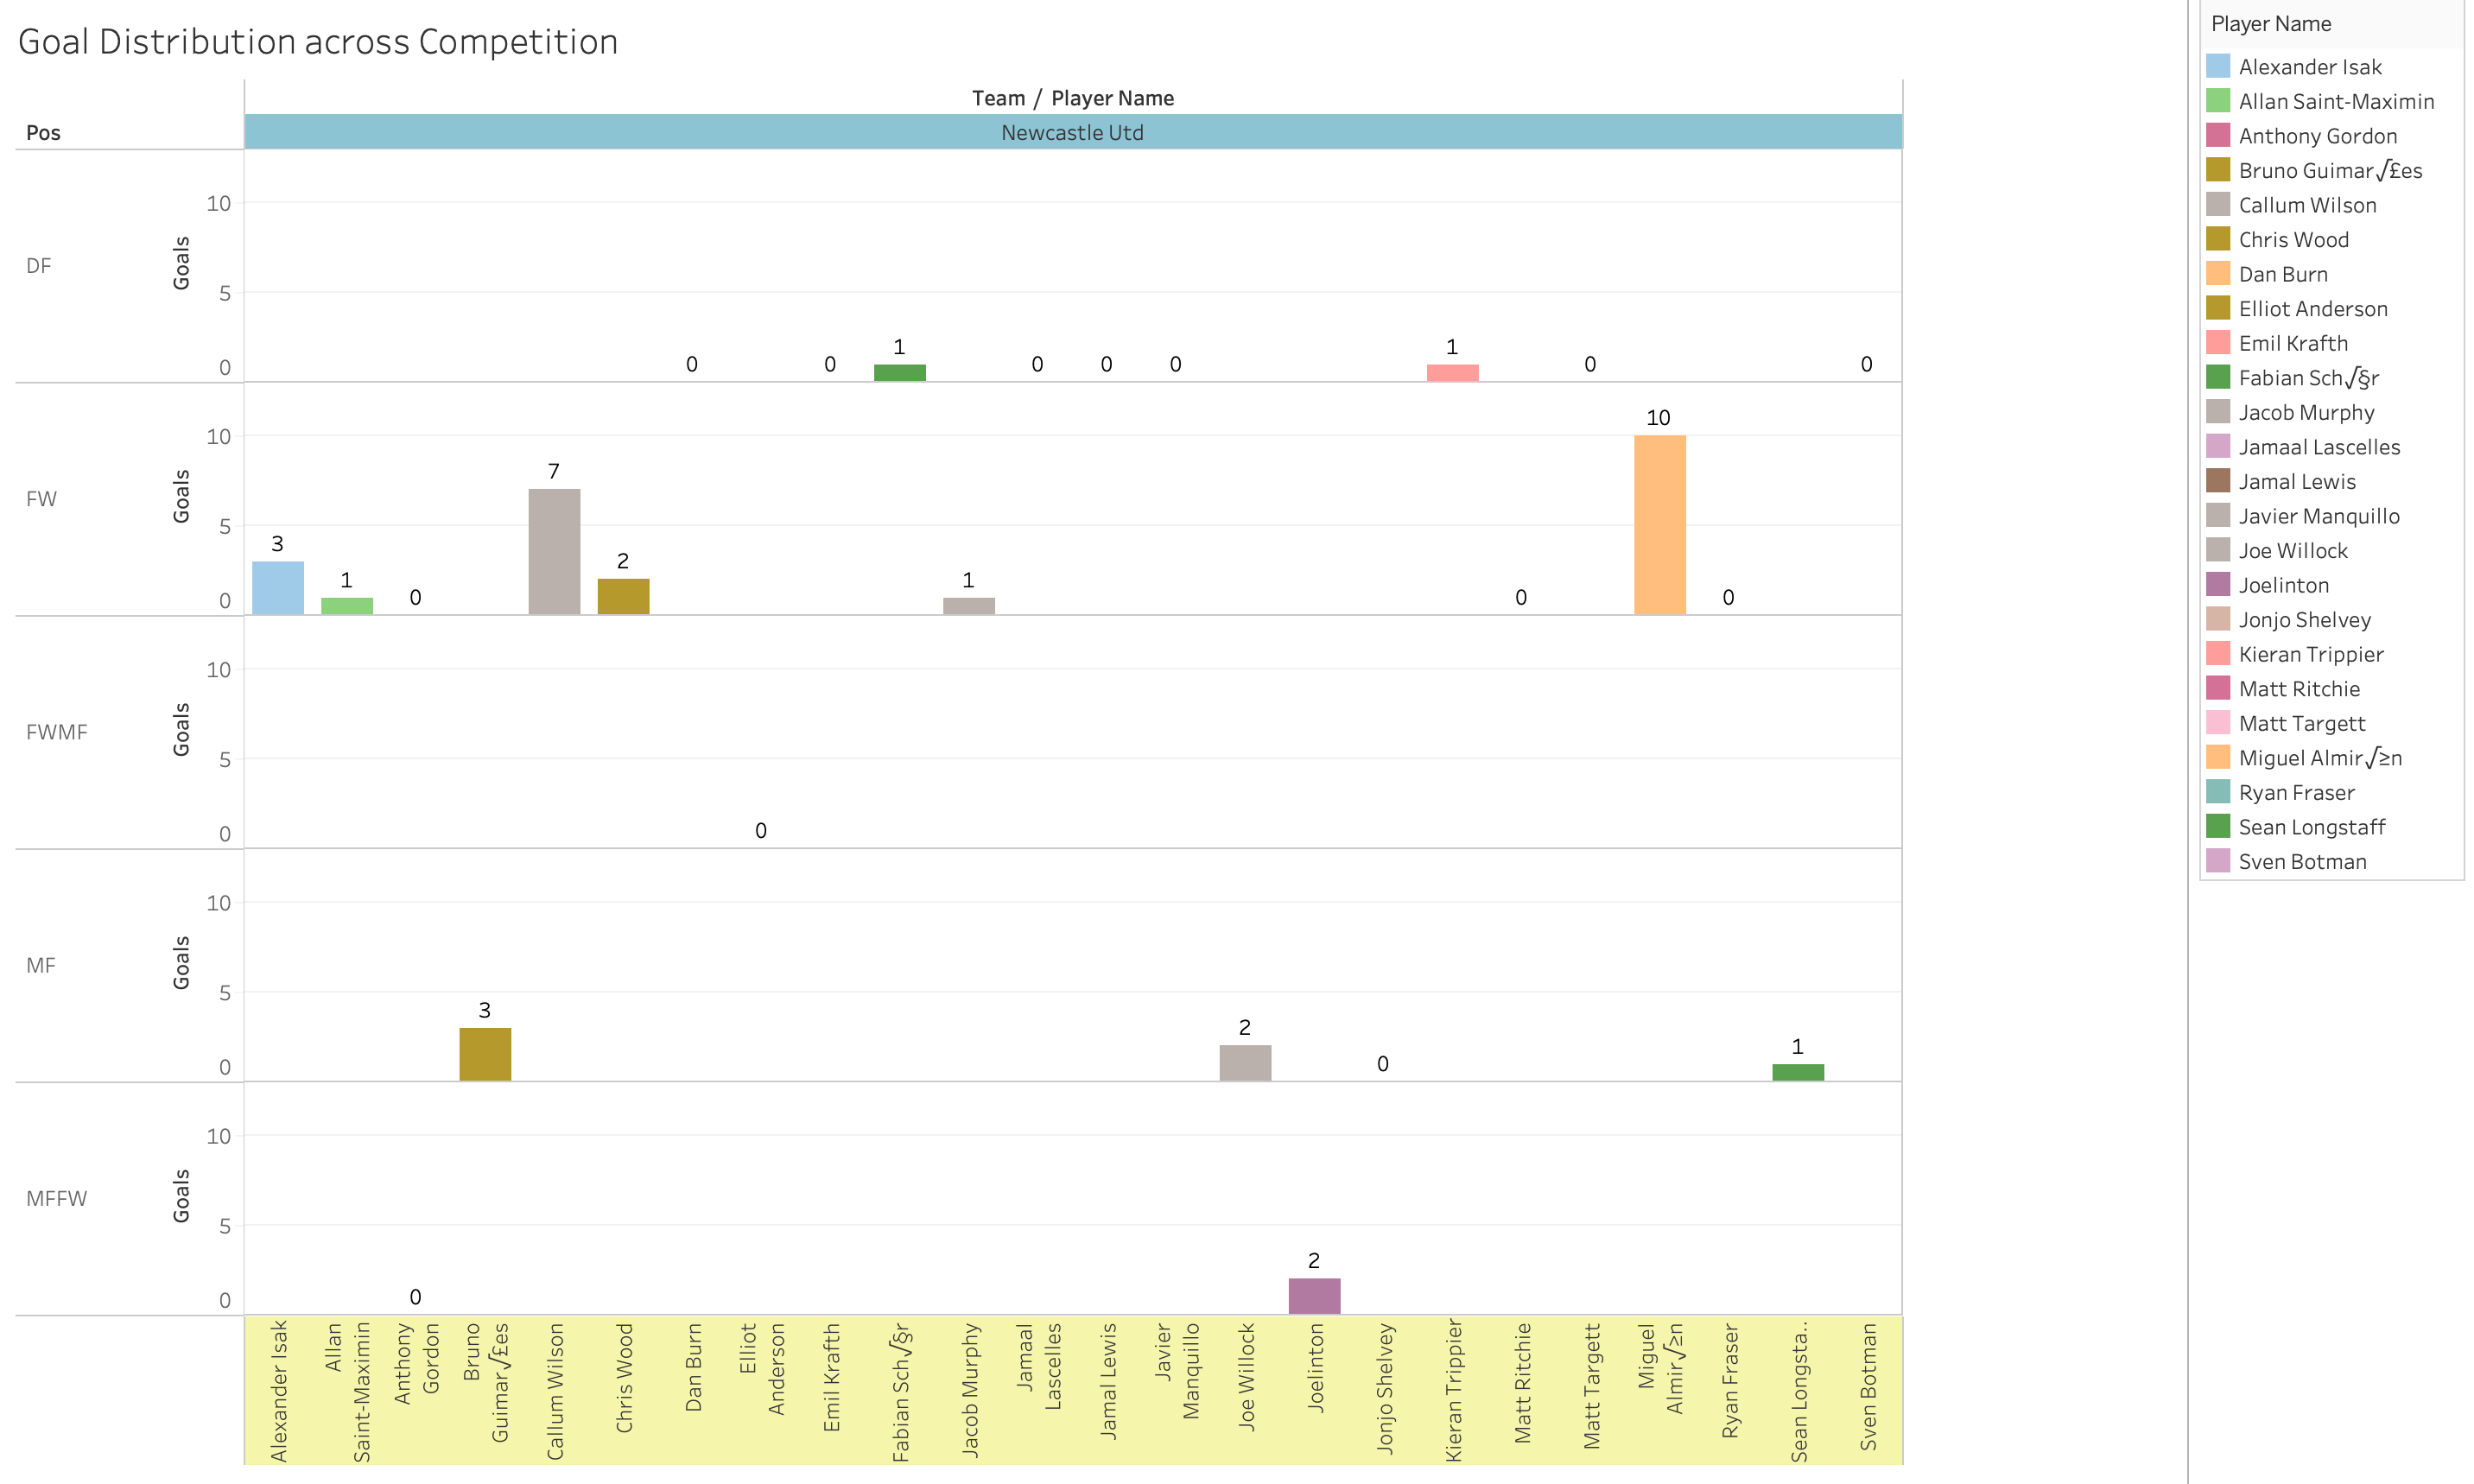 Goal Distribution across Competition
Team / Player Name
Pos
Newcastle Utd
DF
Goals
10
5
0
0
0
1
0
0
0
1
0
0
FW
Goals
10
5
0
3
1
0
7
2
1
0
10
0
FWMF
Goals
10
5
0
0
MF
Goals
10
5
0
3
2
0
1
MFFW
Goals
10
5
0
0
2
Alexander Isak
Allan
Saint-Maximin
Anthony
Gordon
Bruno
Guimar√£es
Callum Wilson
Chris Wood
Dan Burn
Elliot
Anderson
Emil Krafth
Fabian Sch√§r
Jacob Murphy
Jamaal
Lascelles
Jamal Lewis
Javier
Manquillo
Joe Willock
Joelinton
Jonjo Shelvey
Kieran Trippier
Matt Ritchie
Matt Targett
Miguel
Almir√≥n
Ryan Fraser
Sean Longsta..
Sven Botman
Player Name
Alexander Isak
Allan Saint-Maximin
Anthony Gordon
Bruno Guimar√£es
Callum Wilson
Chris Wood
Dan Burn
Elliot Anderson
Emil Krafth
Fabian Sch√§r
Jacob Murphy
Jamaal Lascelles
Jamal Lewis
Javier Manquillo
Joe Willock
Joelinton
Jonjo Shelvey
Kieran Trippier
Matt Ritchie
Matt Targett
Miguel Almir√≥n
Ryan Fraser
Sean Longstaff
Sven Botman